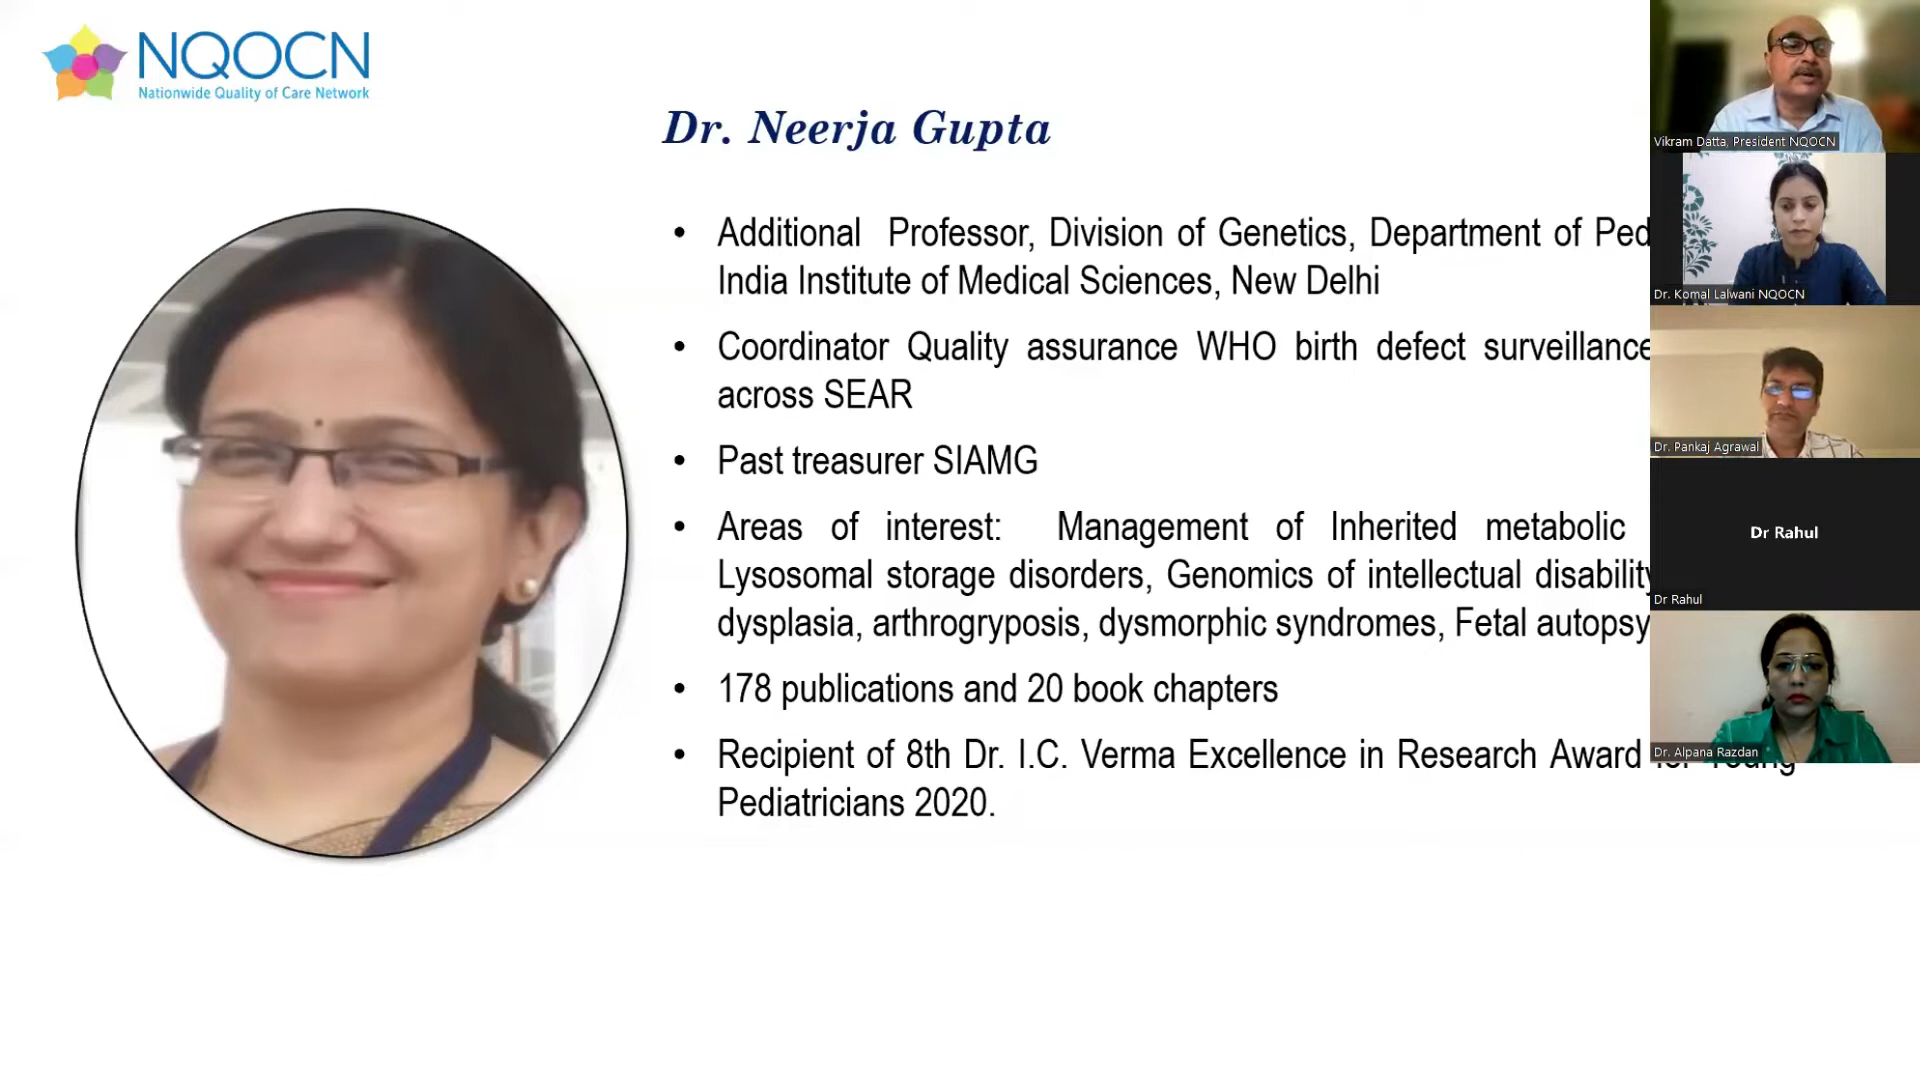 NQOCN
Nationwide Quality of Care Network
Dr. Neerja Gupta
• Additional Professor, Division of Genetics, Department of
India Institute of Medical Sciences, New Delhi
• Coordinator Quality assurance WHO birth defect surveillance
across SEAR
• Past treasurer SIAMG
• Areas of interest: Management of Inherited metabolic
Lysosomal storage disorders, Genomics of intellectual disability
dysplasia, arthrogryposis, dysmorphic syndromes, Fetal autopsy
• 178 publications and 20 book chapters
• Recipient of 8th Dr. I.C. Verma Excellence in Research Award
Pediatricians 2020.
Vikram Datta, President NQOCN
Dr. Komal Lalwani NQOCN
Dr. Pankaj Agrawal
Dr Rahul
Dr Rahul
Dr. Alpana Razdan